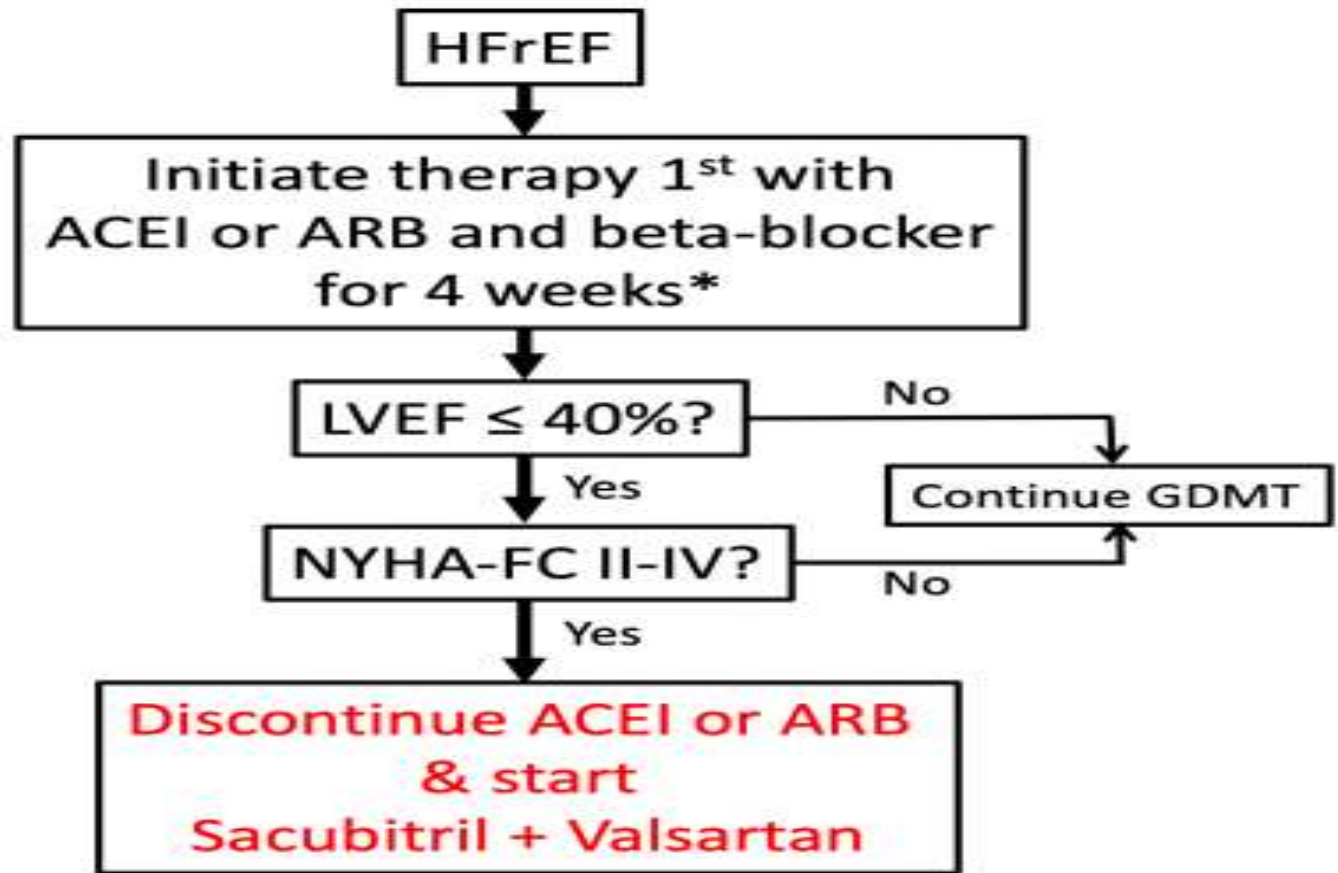 HFrEF
Initiate therapy 1st with
ACEI or ARB and beta-blocker
for 4 weeks*
LVEF ≤ 40%?
No
Yes
Continue GDMT
NYHA-FC II-IV?
No
Yes
Discontinue ACEI or ARB
& start
Sacubitril + Valsartan